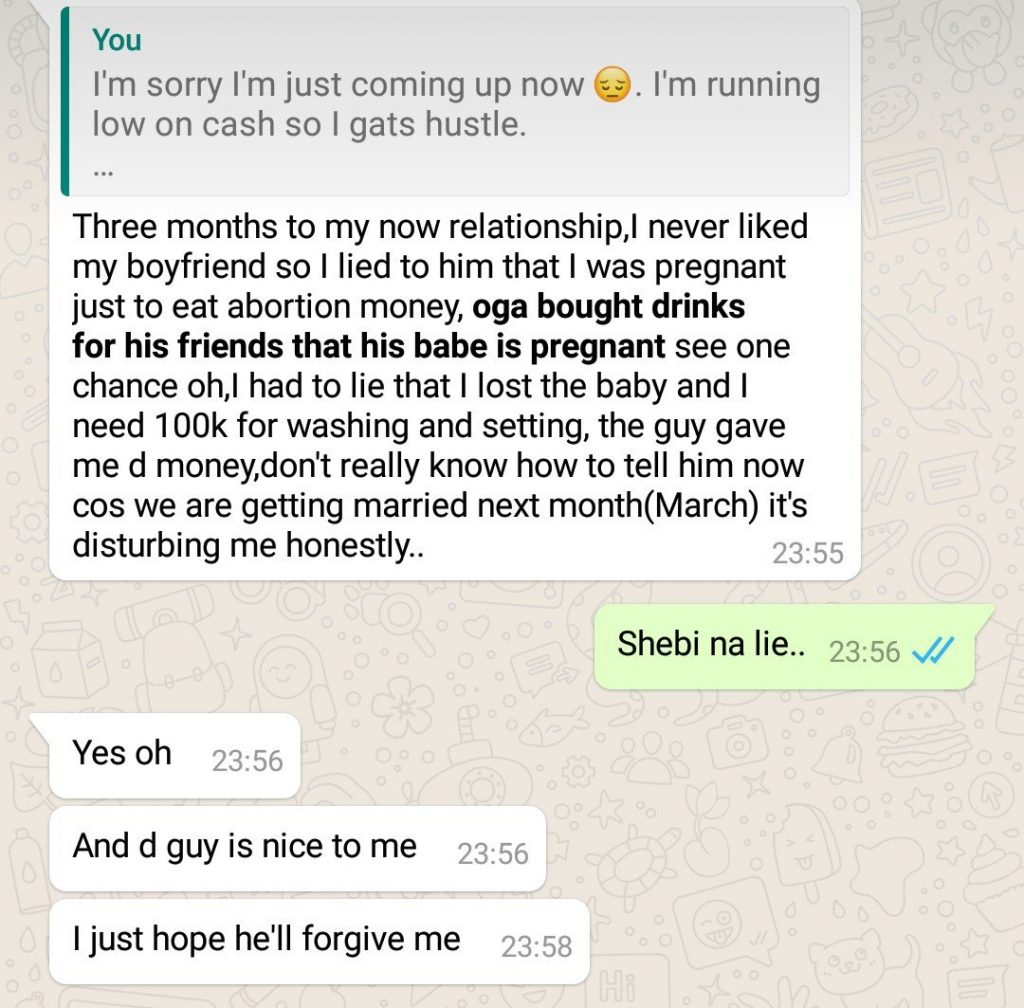 You
I'm sorry I'm just coming up now 😔. I'm running
low on cash so I gats hustle.
...
Three months to my now relationship,I never liked
my boyfriend so I lied to him that I was pregnant
just to eat abortion money, oga bought drinks
for his friends that his babe is pregnant see one
chance oh,I had to lie that I lost the baby and I
need 100k for washing and setting, the guy gave
me d money,don't really know how to tell him now
cos we are getting married next month(March) it's
disturbing me honestly..
23:55
Shebi na lie.. 23:56
Yes oh 23:56
And d guy is nice to me 23:56
I just hope he'll forgive me 23:58
Hi